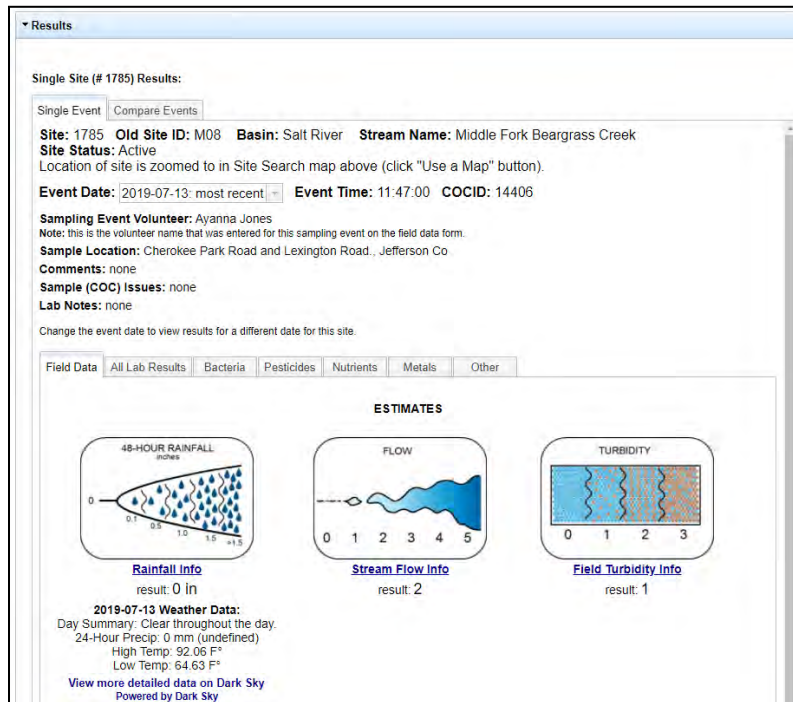 Results
Single Site (# 1785) Results:
Single Event Compare Events
Site: 1785 Old Site ID: M08 Basin: Salt River Stream Name: Middle Fork Beargrass Creek
Site Status: Active
Location of site is zoomed to in Site Search map above (click "Use a Map" button).
Event Date: 2019-07-13: most recent Event Time: 11:47:00 COCID: 14406
Sampling Event Volunteer: Ayanna Jones
Note: this is the volunteer name that was entered for this sampling event on the field data form.
Sample Location: Cherokee Park Road and Lexington Road., Jefferson Co
Comments: none
Sample (COC) Issues: none
Lab Notes: none
Change the event date to view results for a different date for this site.
Field Data All Lab Results Bacteria Pesticides Nutrients Metals Other
ESTIMATES
48-HOUR RAINFALL
inches
0
0.1 0.5 1.0 1.5 +1.5
FLOW
0 1 2 3 4 5
TURBIDITY
0 1 2 3
Rainfall Info
result: 0 in
Stream Flow Info
result: 2
Field Turbidity Info
result: 1
2019-07-13 Weather Data:
Day Summary: Clear throughout the day.
24-Hour Precip: 0 mm (undefined)
High Temp: 92.06 F°
Low Temp: 64.63 F°
View more detailed data on Dark Sky
Powered by Dark Sky